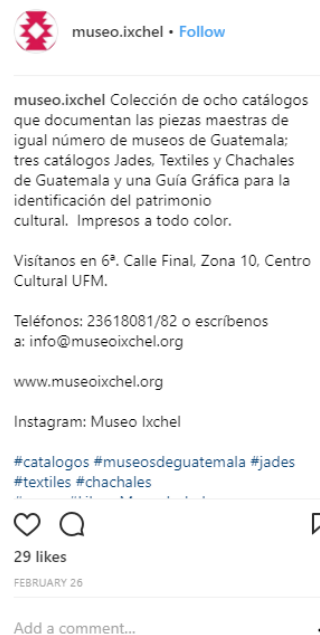 museo.ixchel • Follow
museo.ixchel Colección de ocho catálogos
que documentan las piezas maestras de
igual número de museos de Guatemala;
tres catálogos Jades, Textiles y Chachales
de Guatemala y una Guía Gráfica para la
identificación del patrimonio
cultural. Impresos a todo color.
Visítanos en 6ª. Calle Final, Zona 10, Centro
Cultural UFM.
Teléfonos: 23618081/82 o escríbenos
a: info@museoixchel.org
www.museoixchel.org
Instagram: Museo Ixchel
#catalogos #museosdeguatemala #jades
#textiles #chachales
29 likes
FEBRUARY 26
Add a comment...